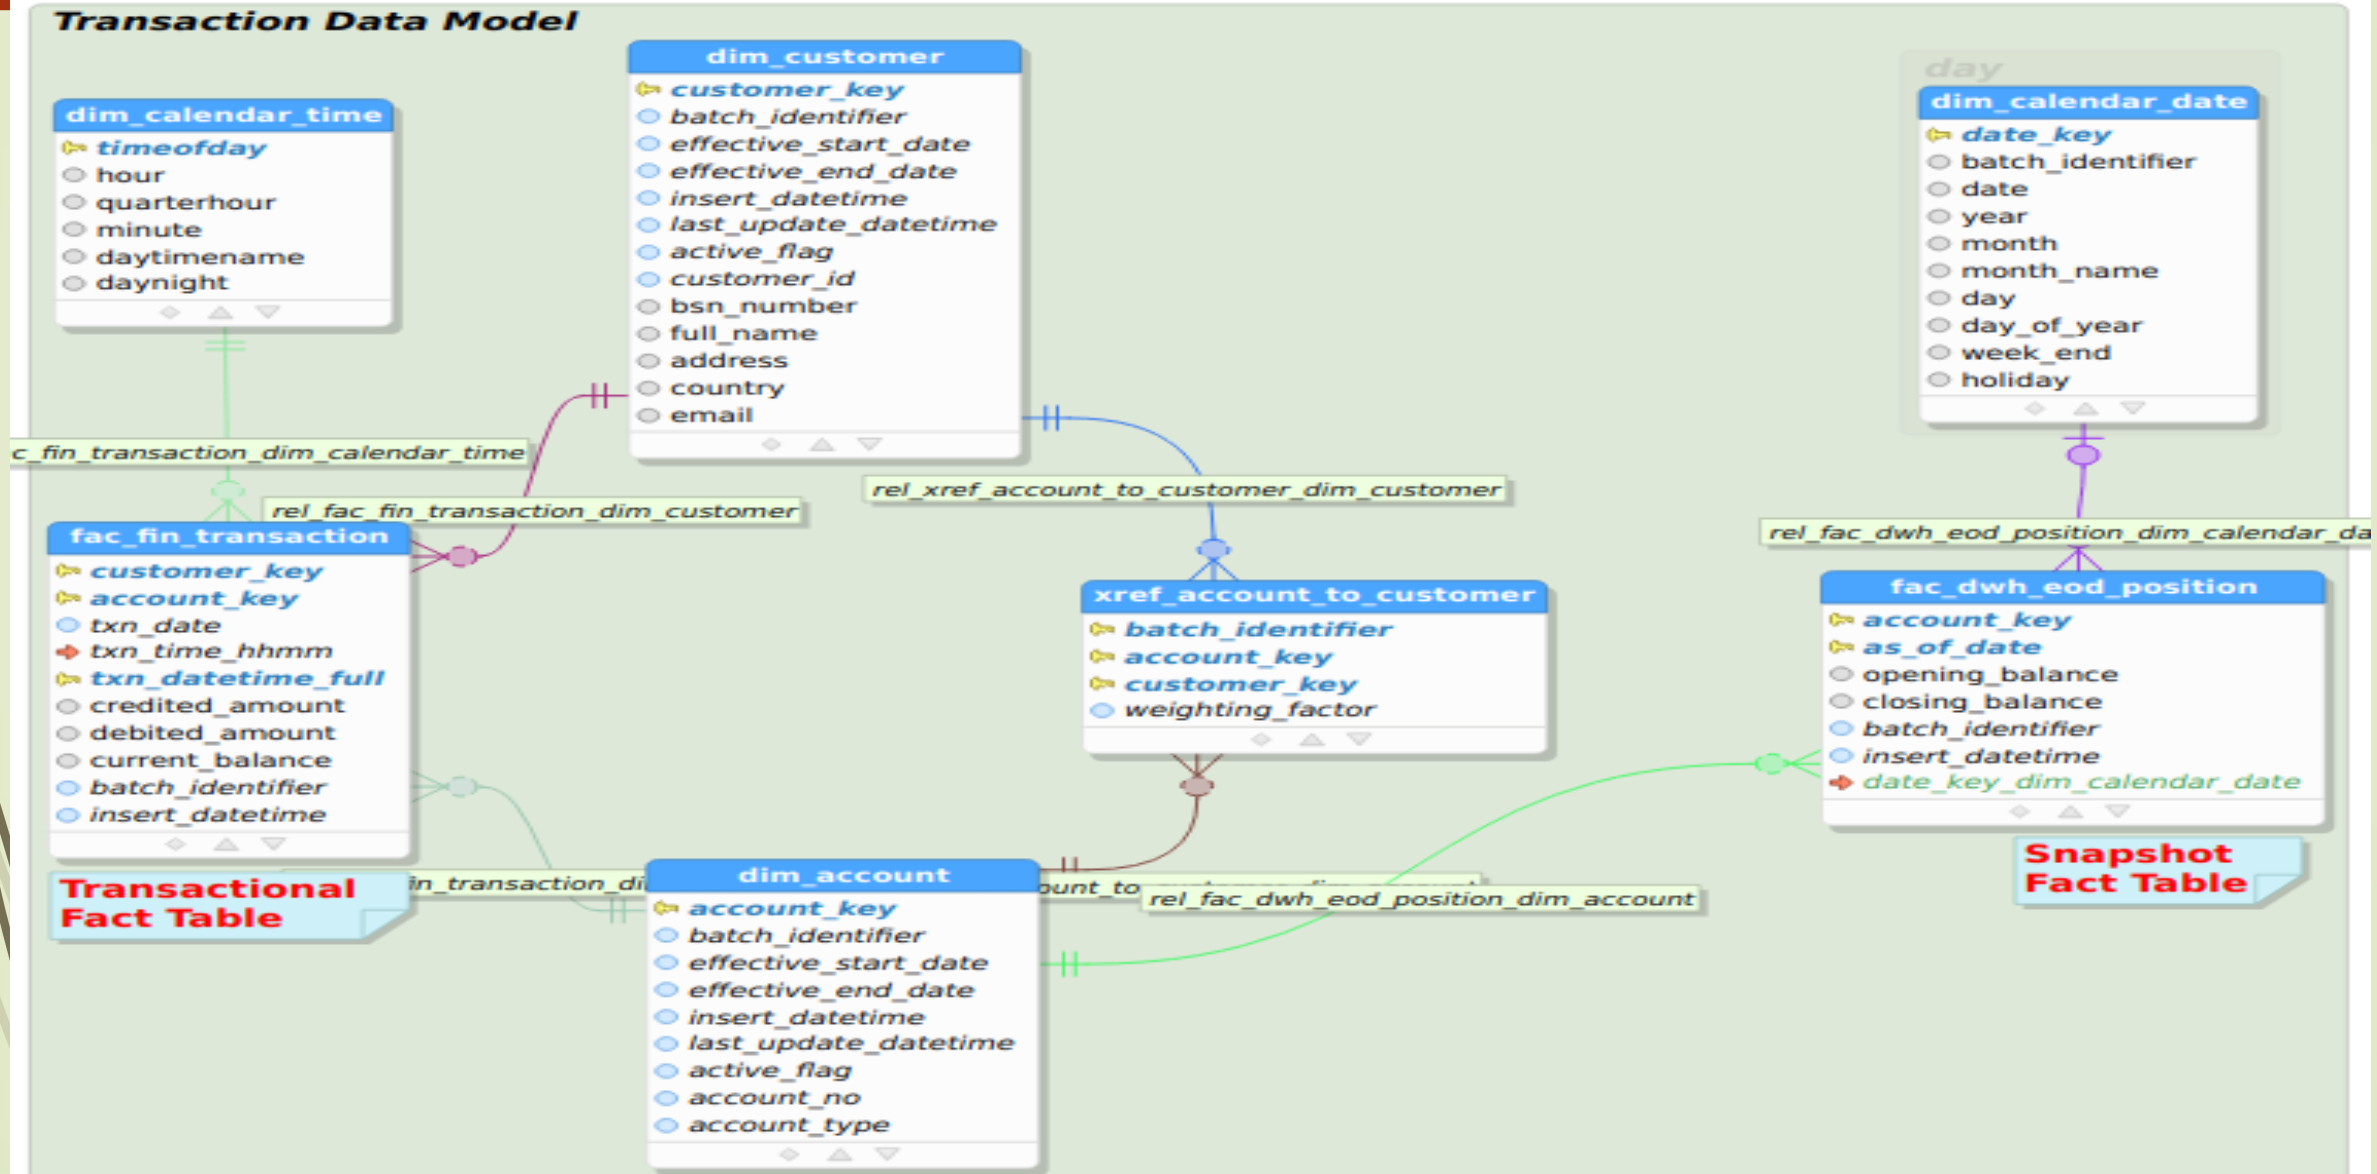 Transaction Data Model
dim_calendar_time
timeofday
hour
quarterhour
minute
daytimename
daynight
dim_customer
customer_key
batch_identifier
effective_start_date
effective_end_date
insert_datetime
last_update_datetime
active_flag
customer_id
bsn_number
full_name
address
country
email
day
dim_calendar_date
date_key
batch_identifier
date
year
month
month_name
day
day_of_year
week_end
holiday
c_fin_transaction_dim_calendar_time
rel_fac_fin_transaction_dim_customer
rel_xref_account_to_customer_dim_customer
rel_fac_dwh_eod_position_dim_calendar_da
fac_fin_transaction
customer_key
account_key
txn_date
txn_time_hhmm
txn_datetime_full
credited_amount
debited_amount
current_balance
batch_identifier
insert_datetime
xref_account_to_customer
batch_identifier
account_key
customer_key
weighting_factor
fac_dwh_eod_position
account_key
as_of_date
opening_balance
closing_balance
batch_identifier
insert_datetime
date_key_dim_calendar_date
Transactional
Fact Table
in_transaction_di
dim_account
account_key
batch_identifier
effective_start_date
effective_end_date
insert_datetime
last_update_datetime
active_flag
account_no
account_type
rel_fac_dwh_eod_position_dim_account
Snapshot
Fact Table